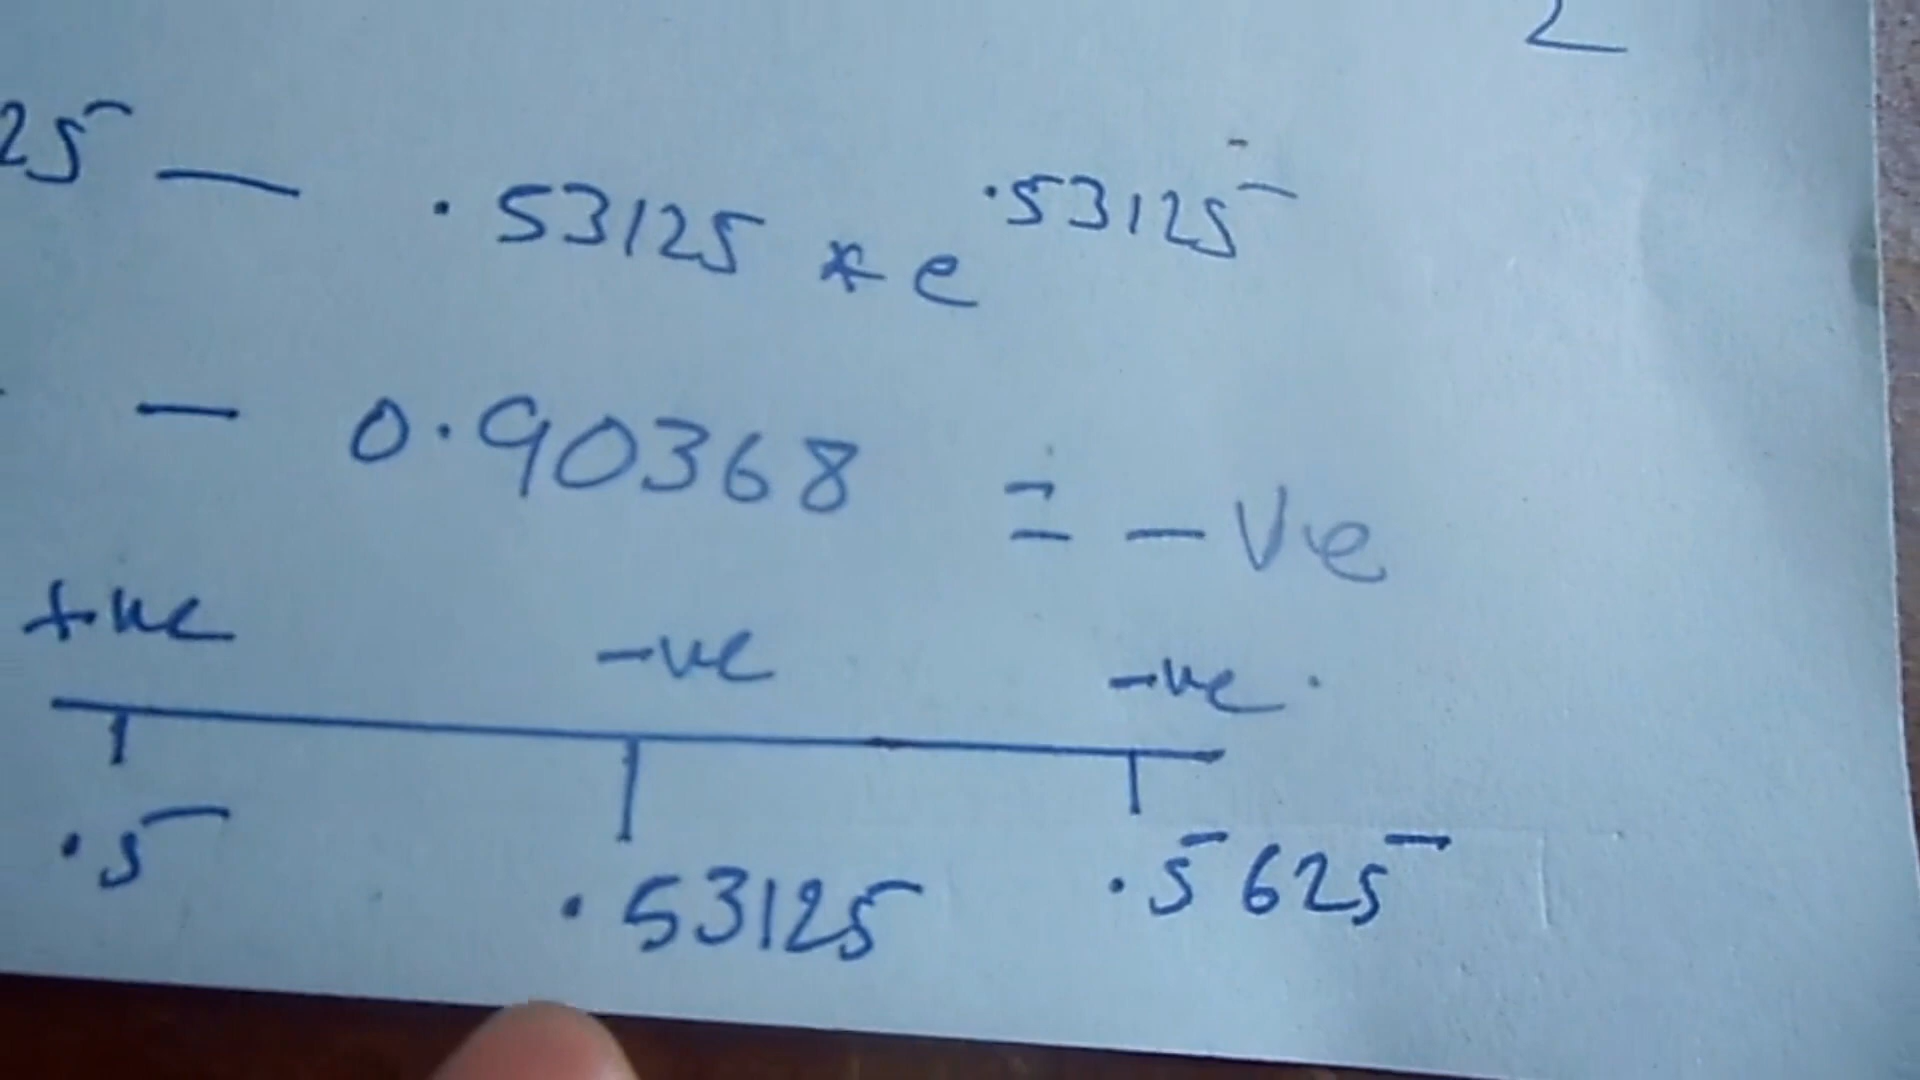 2
25 - .53125 * e^.53125
- 0.90368 = -ve
+ve -ve -ve
.5 .53125 .5625